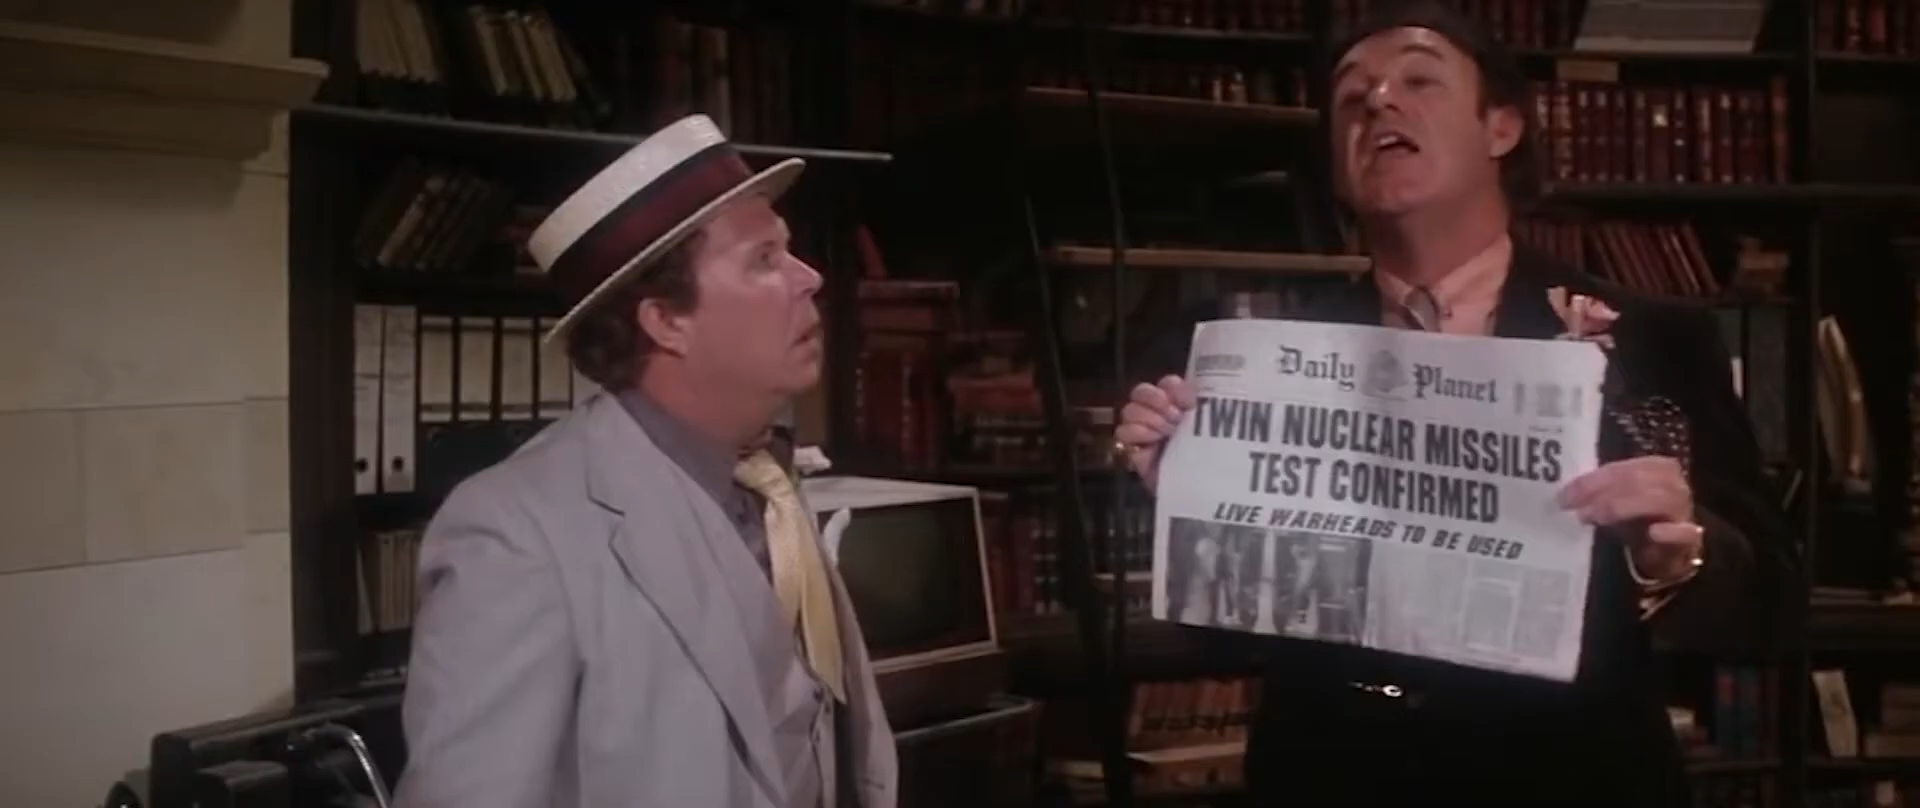 Daily Planet
TWIN NUCLEAR MISSILES
TEST CONFIRMED
LIVE WARHEADS TO BE USED